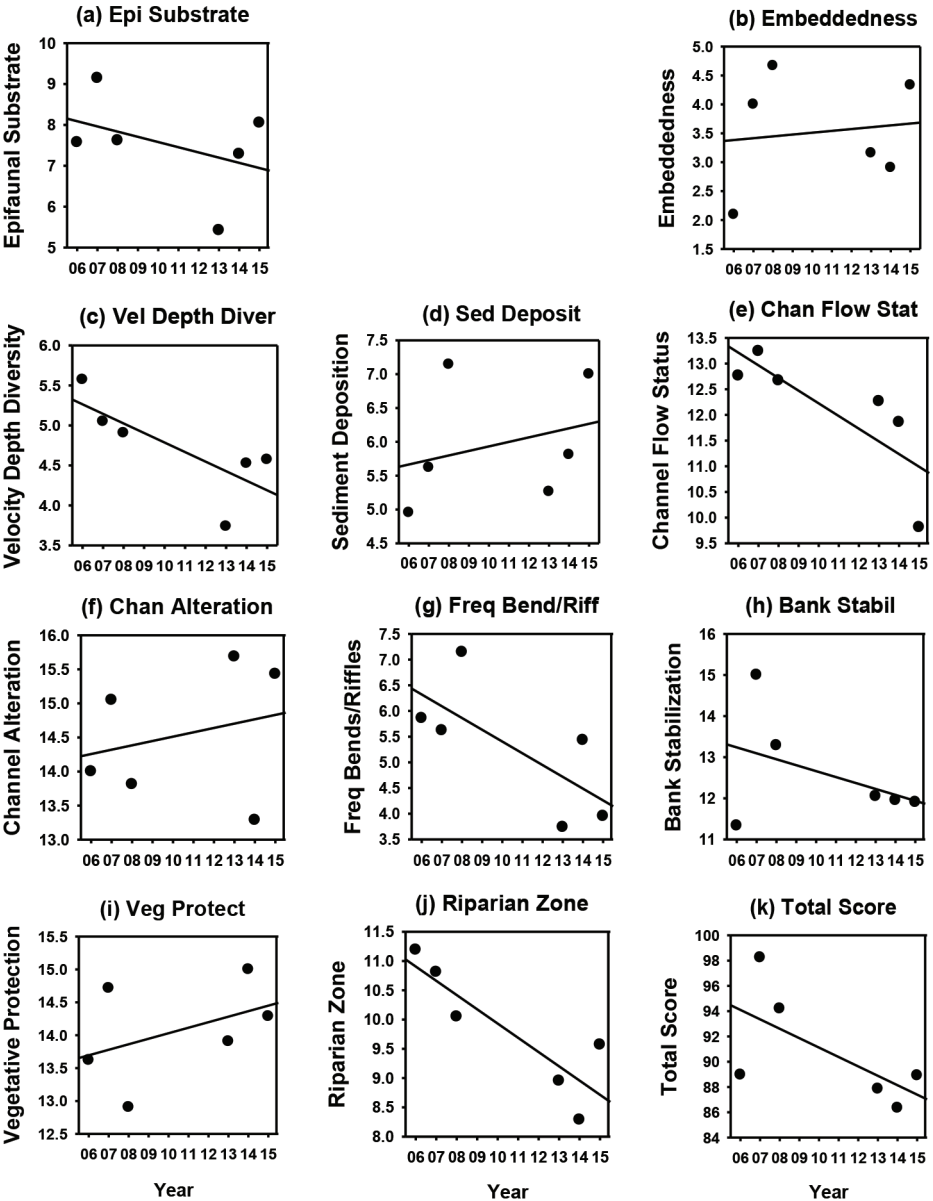 (a) Epi Substrate
Epifaunal Substrate
10
9
8
7
6
5
06 07 08 09 10 11 12 13 14 15
(b) Embeddedness
Embeddedness
5.0
4.5
4.0
3.5
3.0
2.5
2.0
1.5
06 07 08 09 10 11 12 13 14 15
(c) Vel Depth Diver
Velocity Depth Diversity
6.0
5.5
5.0
4.5
4.0
3.5
06 07 08 09 10 11 12 13 14 15
(d) Sed Deposit
Sediment Deposition
7.5
7.0
6.5
6.0
5.5
5.0
4.5
06 07 08 09 10 11 12 13 14 15
(e) Chan Flow Stat
Channel Flow Status
13.5
13.0
12.5
12.0
11.5
11.0
10.5
10.0
9.5
06 07 08 09 10 11 12 13 14 15
(f) Chan Alteration
Channel Alteration
16.0
15.5
15.0
14.5
14.0
13.5
13.0
06 07 08 09 10 11 12 13 14 15
(g) Freq Bend/Riff
Freq Bends/Riffles
7.5
7.0
6.5
6.0
5.5
5.0
4.5
4.0
3.5
06 07 08 09 10 11 12 13 14 15
(h) Bank Stabil
Bank Stabilization
16
15
14
13
12
11
06 07 08 09 10 11 12 13 14 15
(i) Veg Protect
Vegetative Protection
15.5
15.0
14.5
14.0
13.5
13.0
12.5
06 07 08 09 10 11 12 13 14 15
Year
(j) Riparian Zone
Riparian Zone
11.5
11.0
10.5
10.0
9.5
9.0
8.5
8.0
06 07 08 09 10 11 12 13 14 15
Year
(k) Total Score
Total Score
100
98
96
94
92
90
88
86
84
06 07 08 09 10 11 12 13 14 15
Year